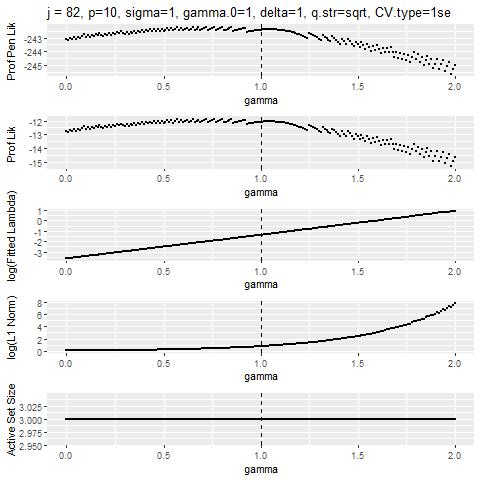 j = 82, p=10, sigma=1, gamma.0=1, delta=1, q.str=sqrt, CV.type=1se
Prof Pen Lik
-243
-244
-245
0.0 0.5 1.0 1.5 2.0
gamma
Prof Lik
-12
-13
-14
-15
0.0 0.5 1.0 1.5 2.0
gamma
log(Fitted Lambda)
1
0
-1
-2
-3
0.0 0.5 1.0 1.5 2.0
gamma
log(L1 Norm)
8
6
4
2
0
0.0 0.5 1.0 1.5 2.0
gamma
Active Set Size
3.025
3.000
2.975
2.950
0.0 0.5 1.0 1.5 2.0
gamma